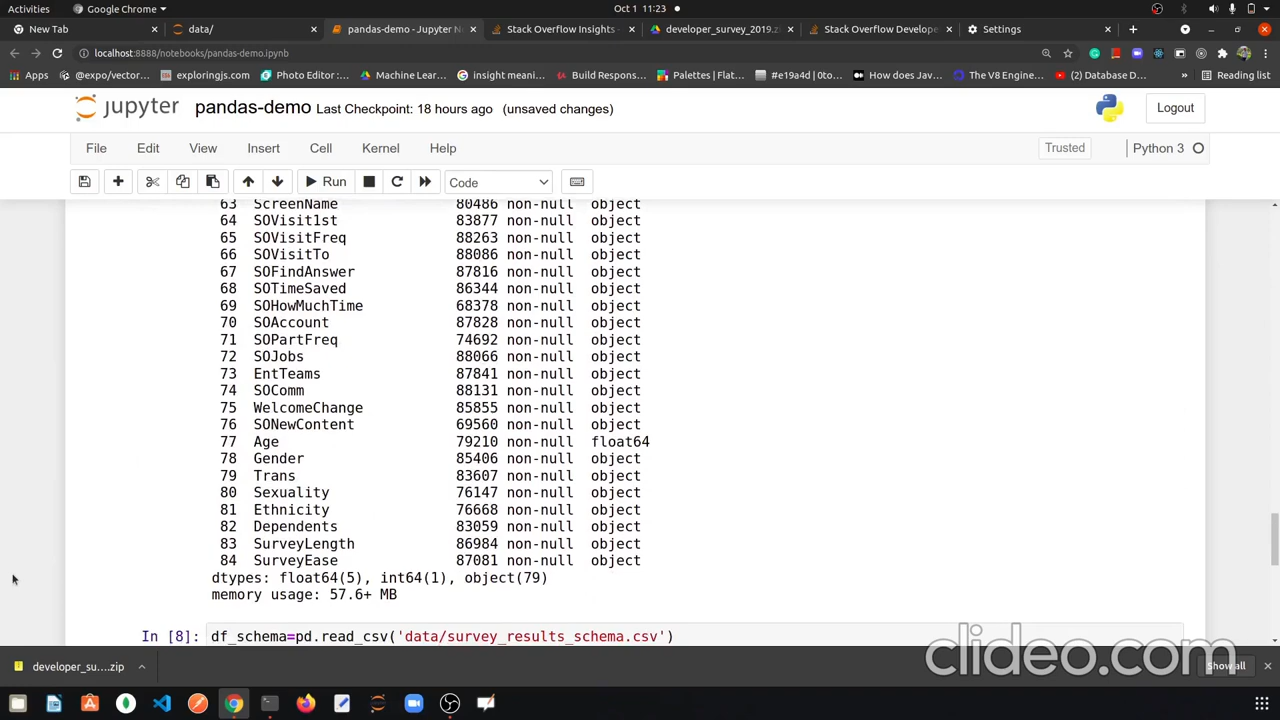 Activities
Google Chrome
Oct 1 11:23
New Tab
data/
pandas-demo - Jupyter N
Stack Overflow Insights -
developer_survey_2019.zi
Stack Overflow Develope
Settings
localhost:8888/notebooks/pandas-demo.ipynb
Apps
@expo/vector...
exploringjs.com
Photo Editor :...
Machine Lear...
insight meani...
Build Respons...
Palettes | Flat...
#e19a4d | 0to...
How does Jav...
The V8 Engine...
(2) Database D...
»
Reading list
jupyter
pandas-demo Last Checkpoint: 18 hours ago (unsaved changes)
Logout
File Edit View Insert Cell Kernel Help
Trusted
Python 3
Run
Code
63 ScreenName 80486 non-null object
64 SOVisit1st 83877 non-null object
65 SOVisitFreq 88263 non-null object
66 SOVisitTo 88086 non-null object
67 SOFindAnswer 87816 non-null object
68 SOTimeSaved 86344 non-null object
69 SOHowMuchTime 68378 non-null object
70 SOAccount 87828 non-null object
71 SOPartFreq 74692 non-null object
72 SOJobs 88066 non-null object
73 EntTeams 87841 non-null object
74 SOComm 88131 non-null object
75 WelcomeChange 85855 non-null object
76 SONewContent 69560 non-null object
77 Age 79210 non-null float64
78 Gender 85406 non-null object
79 Trans 83607 non-null object
80 Sexuality 76147 non-null object
81 Ethnicity 76668 non-null object
82 Dependents 83059 non-null object
83 SurveyLength 86984 non-null object
84 SurveyEase 87081 non-null object
dtypes: float64(5), int64(1), object(79)
memory usage: 57.6+ MB
In [8]: df_schema=pd.read_csv('data/survey_results_schema.csv')
clideo.com
developer_su....zip
Show all